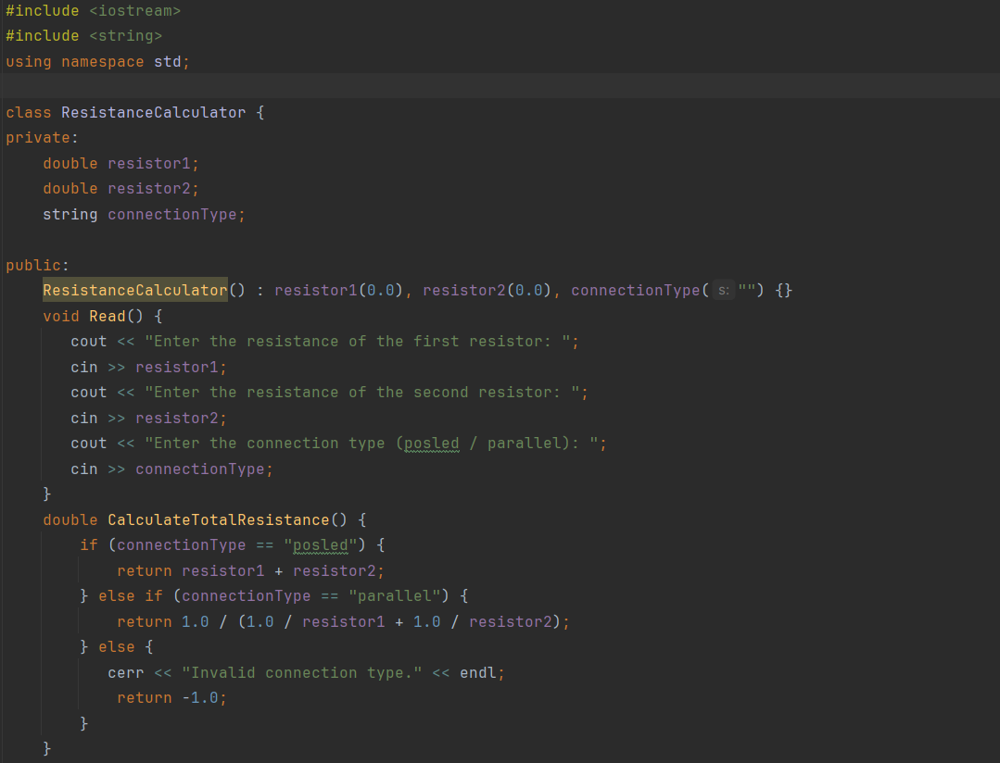 #include <iostream>
#include <string>
using namespace std;
class ResistanceCalculator {
private:
    double resistor1;
    double resistor2;
    string connectionType;
public:
    ResistanceCalculator() : resistor1(0.0), resistor2(0.0), connectionType( s: "") {}
    void Read() {
       cout << "Enter the resistance of the first resistor: ";
       cin >> resistor1;
       cout << "Enter the resistance of the second resistor: ";
       cin >> resistor2;
       cout << "Enter the connection type (posled / parallel): ";
       cin >> connectionType;
    }
    double CalculateTotalResistance() {
        if (connectionType == "posled") {
            return resistor1 + resistor2;
        } else if (connectionType == "parallel") {
            return 1.0 / (1.0 / resistor1 + 1.0 / resistor2);
        } else {
           cerr << "Invalid connection type." << endl;
            return -1.0;
        }
    }